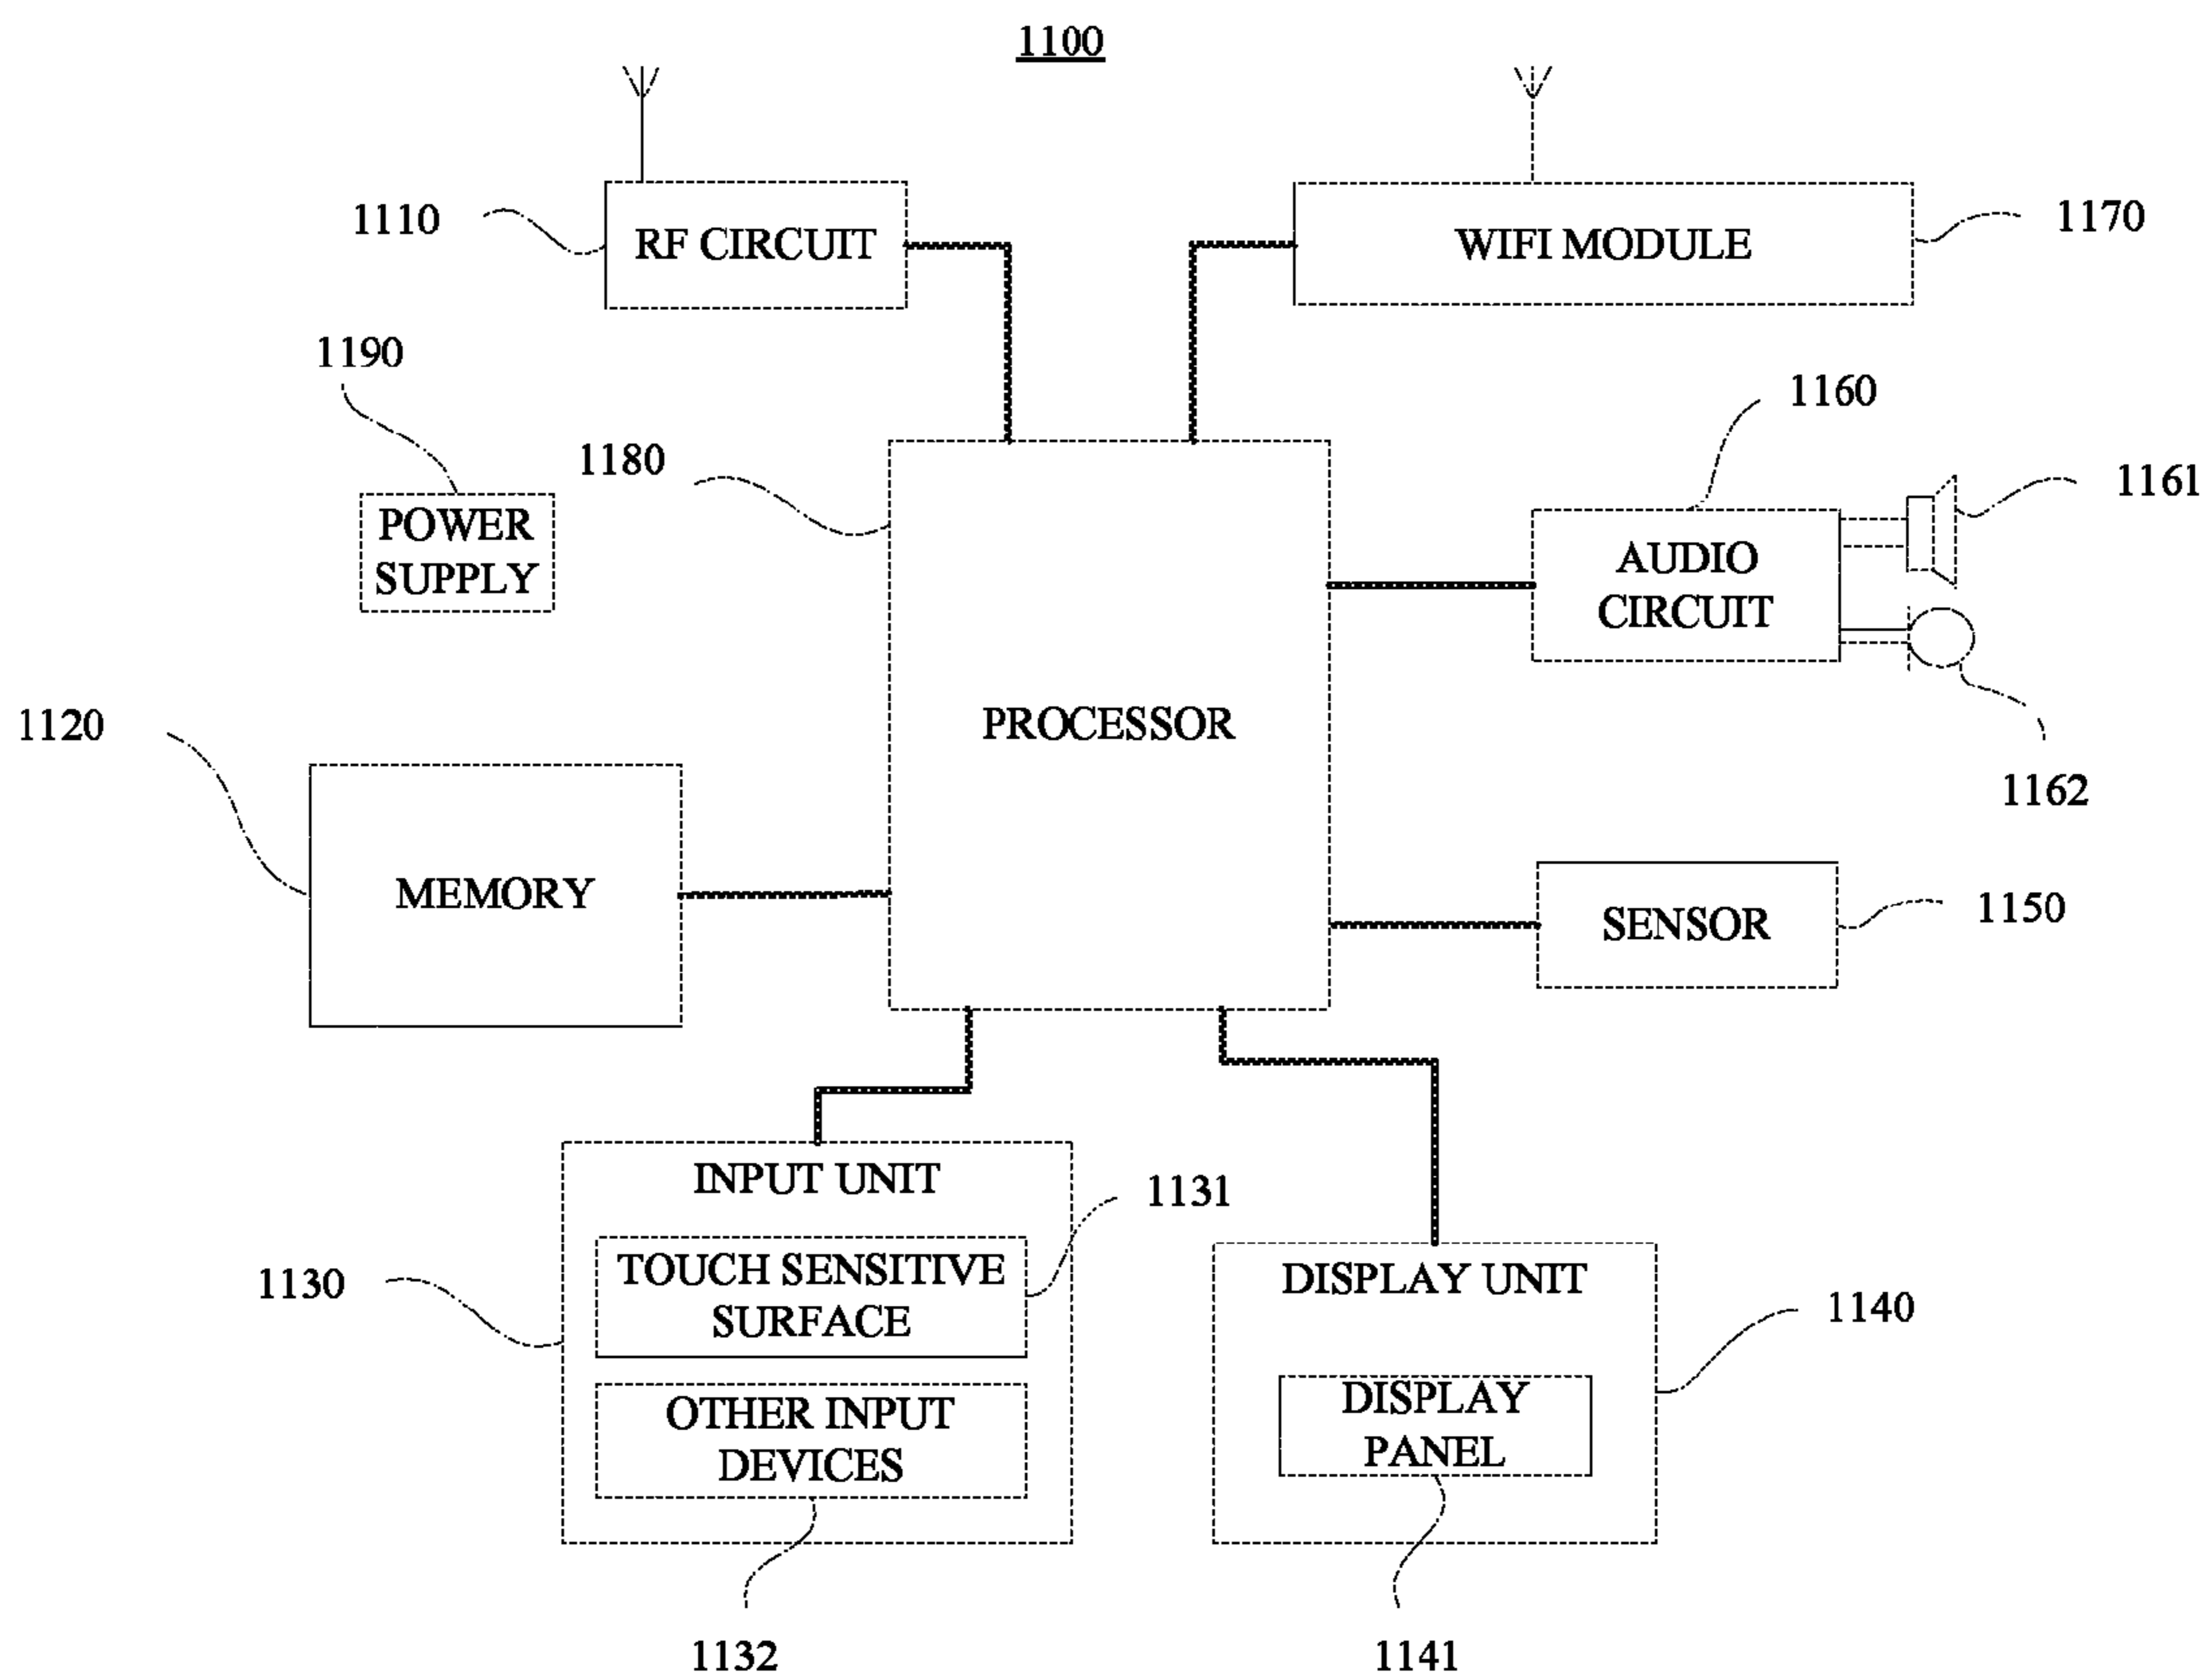 1100
1110
RF CIRCUIT
WIFI MODULE
1170
1190
1160
1180
1161
POWER
SUPPLY
AUDIO
CIRCUIT
1120
PROCESSOR
1162
MEMORY
SENSOR
1150
INPUT UNIT
1131
1130
TOUCH SENSITIVE
SURFACE
DISPLAY UNIT
1140
OTHER INPUT
DEVICES
DISPLAY
PANEL
1132
1141